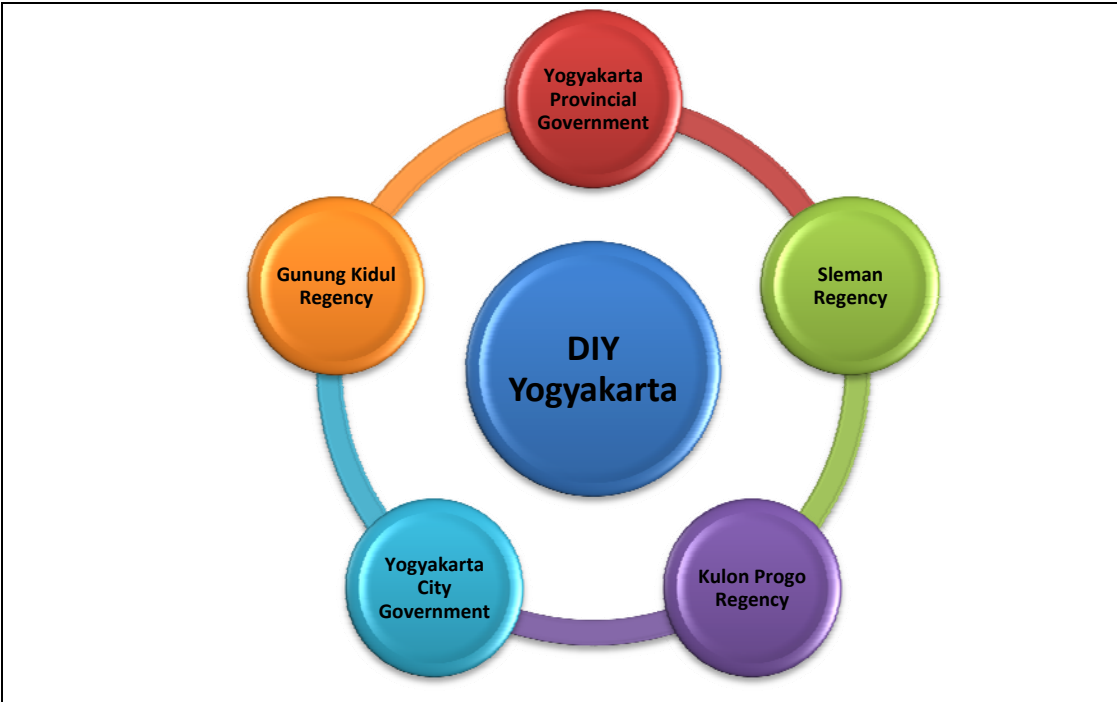 Yogyakarta
Provincial
Government
Gunung Kidul
Regency
Sleman
Regency
DIY
Yogyakarta
Yogyakarta
City
Government
Kulon Progo
Regency